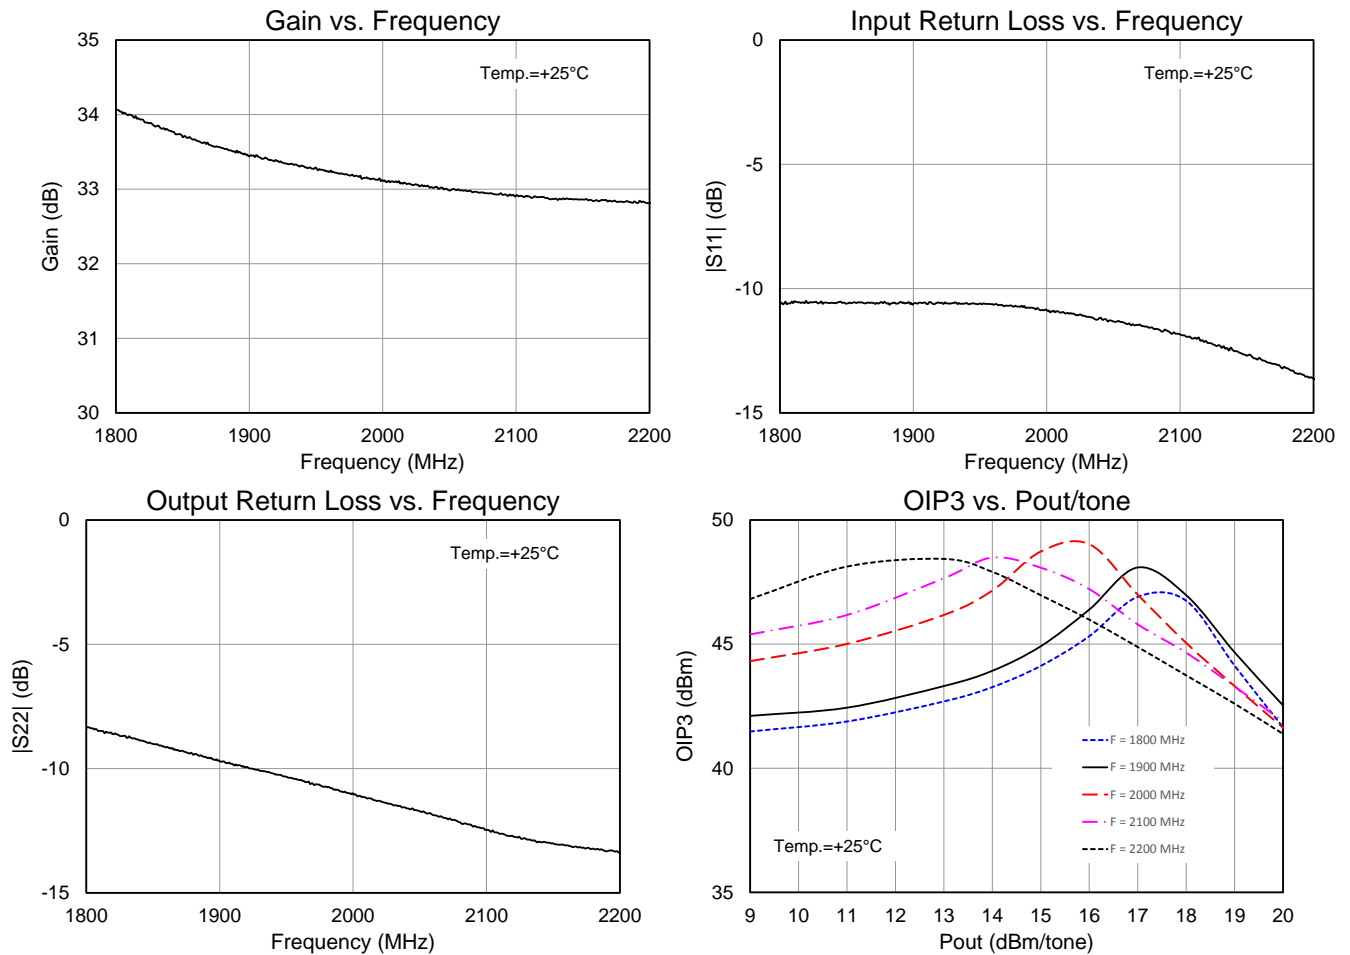 Gain vs. Frequency
35
34
33
32
31
30
Gain (dB)
Temp.=+25°C
1800 1900 2000 2100 2200
Frequency (MHz)
Input Return Loss vs. Frequency
0
-5
-10
-15
|S11| (dB)
Temp.=+25°C
1800 1900 2000 2100 2200
Frequency (MHz)
Output Return Loss vs. Frequency
0
-5
-10
-15
|S22| (dB)
Temp.=+25°C
1800 1900 2000 2100 2200
Frequency (MHz)
OIP3 vs. Pout/tone
50
45
40
35
OIP3 (dBm)
F = 1800 MHz
F = 1900 MHz
F = 2000 MHz
F = 2100 MHz
F = 2200 MHz
Temp.=+25°C
9 10 11 12 13 14 15 16 17 18 19 20
Pout (dBm/tone)